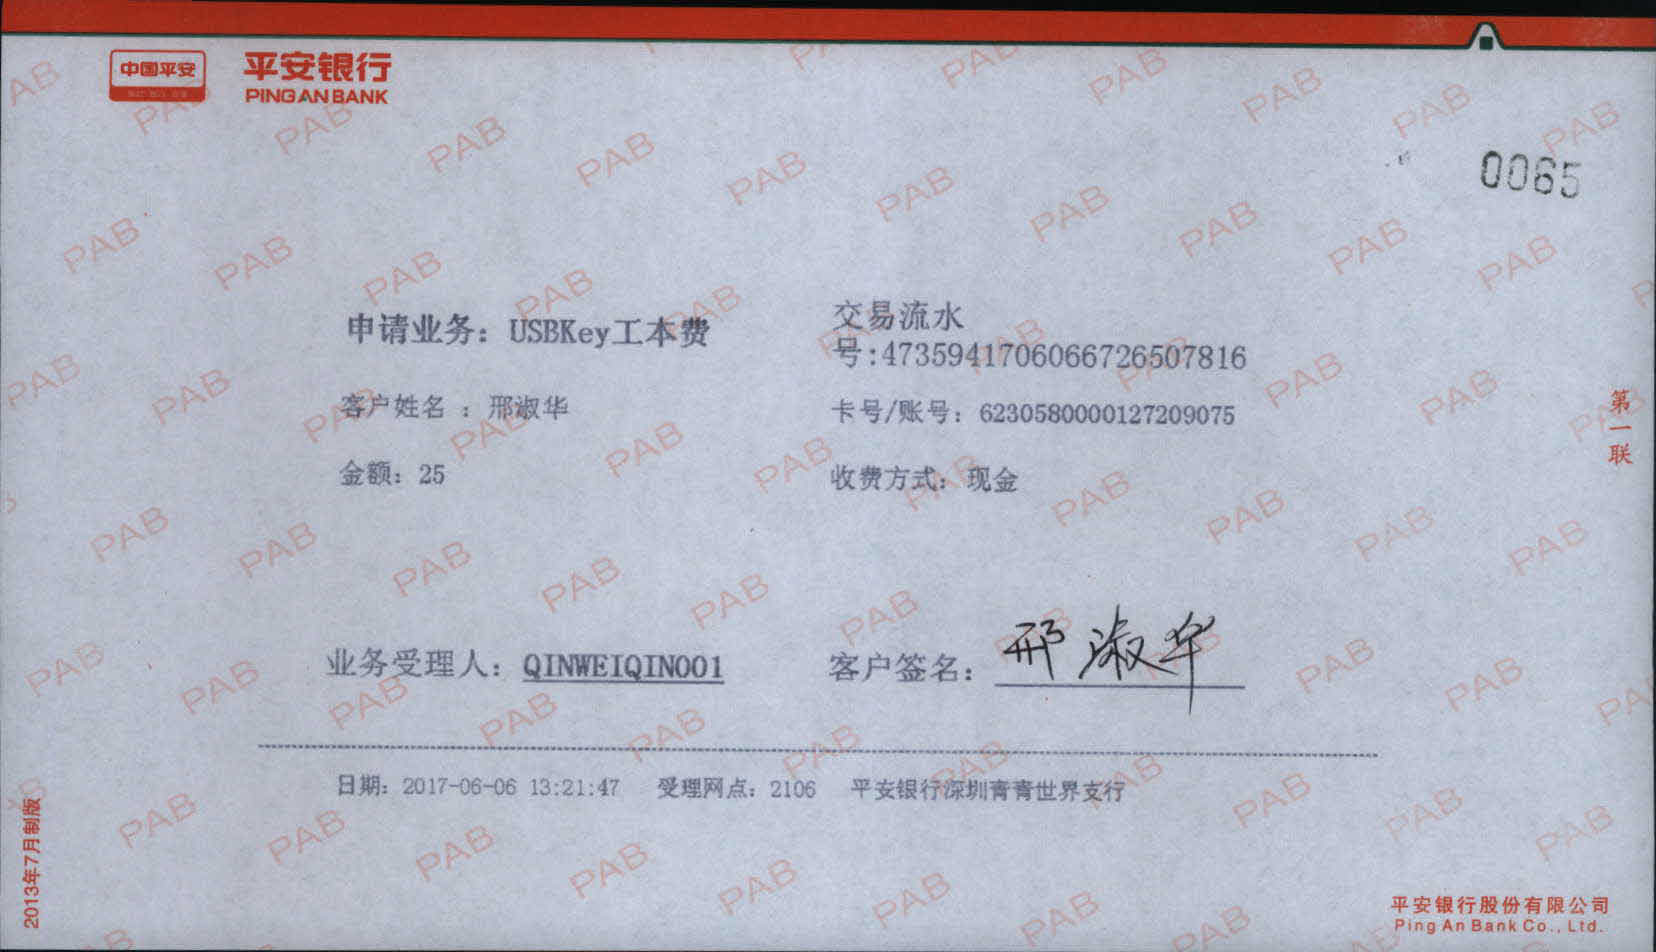 中国平安
平安银行
PINGAN BANK
0065
申请业务：USBKey工本费
交易流水
号:4735941706066726507816
客户姓名 ：邢淑华
卡号/账号：6230580000127209075
金额：25
收费方式：现金
第一联
业务受理人：QINWEIQIN001
客户签名：邢淑华
日期：2017-06-06 13:21:47 受理网点：2106 平安银行深圳青青世界支行
2013年7月制版
平安银行股份有限公司
Ping An Bank Co., Ltd.